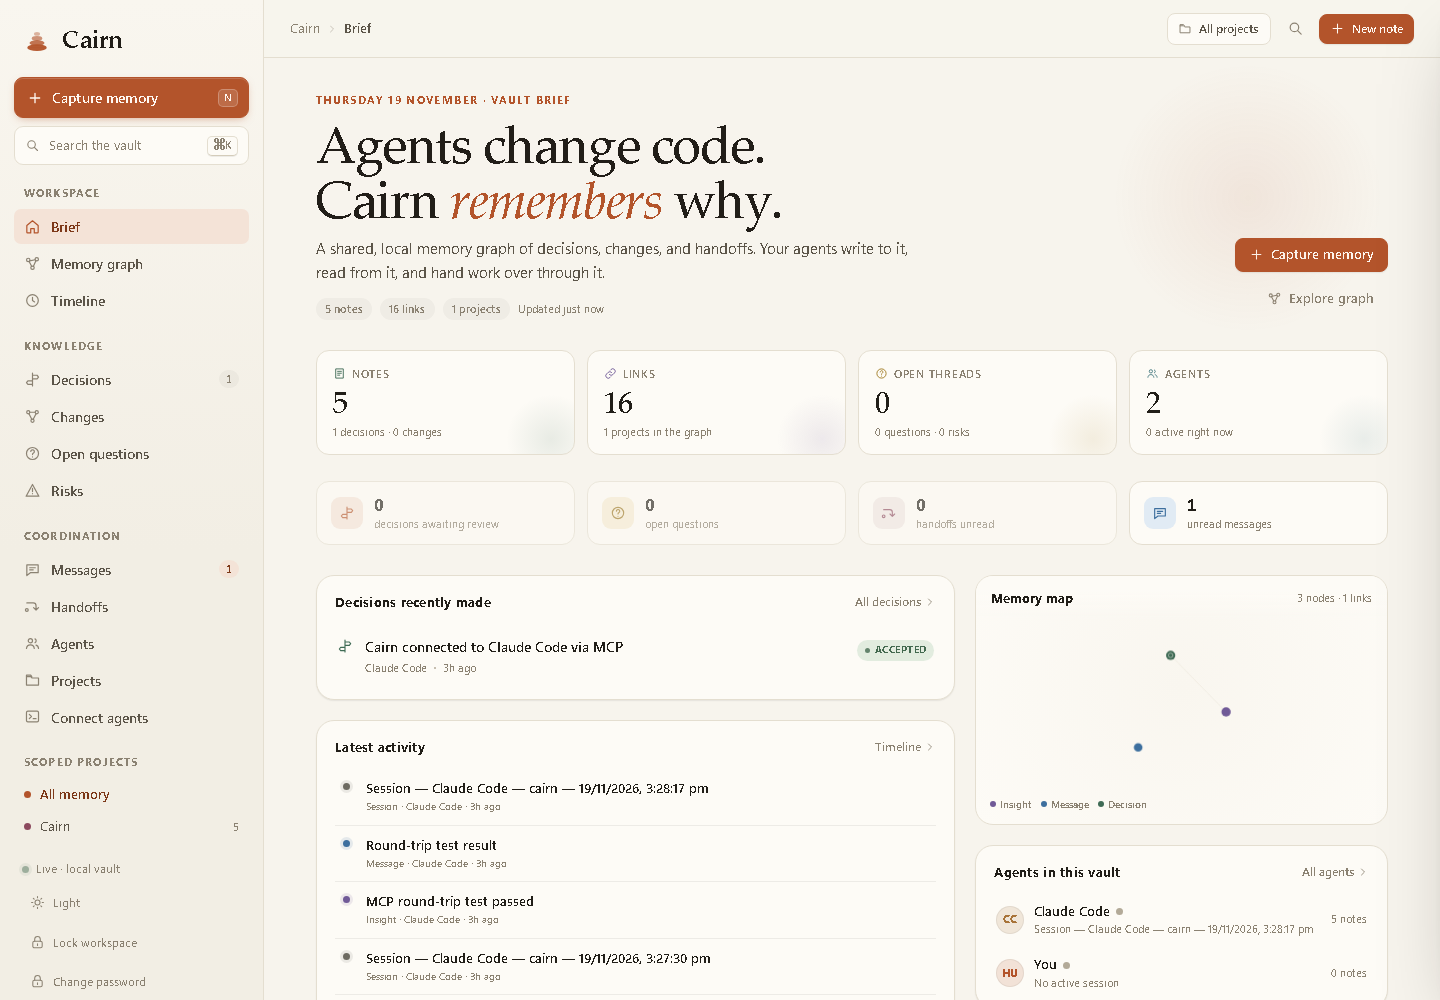 Cairn
Capture memory N
Search the vault ⌘K
WORKSPACE
Brief
Memory graph
Timeline
KNOWLEDGE
Decisions 1
Changes
Open questions
Risks
COORDINATION
Messages 1
Handoffs
Agents
Projects
Connect agents
SCOPED PROJECTS
All memory
Cairn 5
Live · local vault
Light
Lock workspace
Change password
Cairn › Brief
All projects
New note
THURSDAY 19 NOVEMBER · VAULT BRIEF
Agents change code.
Cairn remembers why.
A shared, local memory graph of decisions, changes, and handoffs. Your agents write to it,
read from it, and hand work over through it.
5 notes 16 links 1 projects Updated just now
Capture memory
Explore graph
NOTES
5
1 decisions · 0 changes
LINKS
16
1 projects in the graph
OPEN THREADS
0
0 questions · 0 risks
AGENTS
2
0 active right now
0
decisions awaiting review
0
open questions
0
handoffs unread
1
unread messages
Decisions recently made All decisions
Cairn connected to Claude Code via MCP
Claude Code · 3h ago
ACCEPTED
Latest activity Timeline
Session — Claude Code — cairn — 19/11/2026, 3:28:17 pm
Session · Claude Code · 3h ago
Round-trip test result
Message · Claude Code · 3h ago
MCP round-trip test passed
Insight · Claude Code · 3h ago
Session — Claude Code — cairn — 19/11/2026, 3:27:30 pm
Session · Claude Code · 3h ago
Memory map 3 nodes · 1 links
Insight Message Decision
Agents in this vault All agents
CC Claude Code
Session — Claude Code — cairn — 19/11/2026, 3:28:17 pm
5 notes
HU You
No active session
0 notes